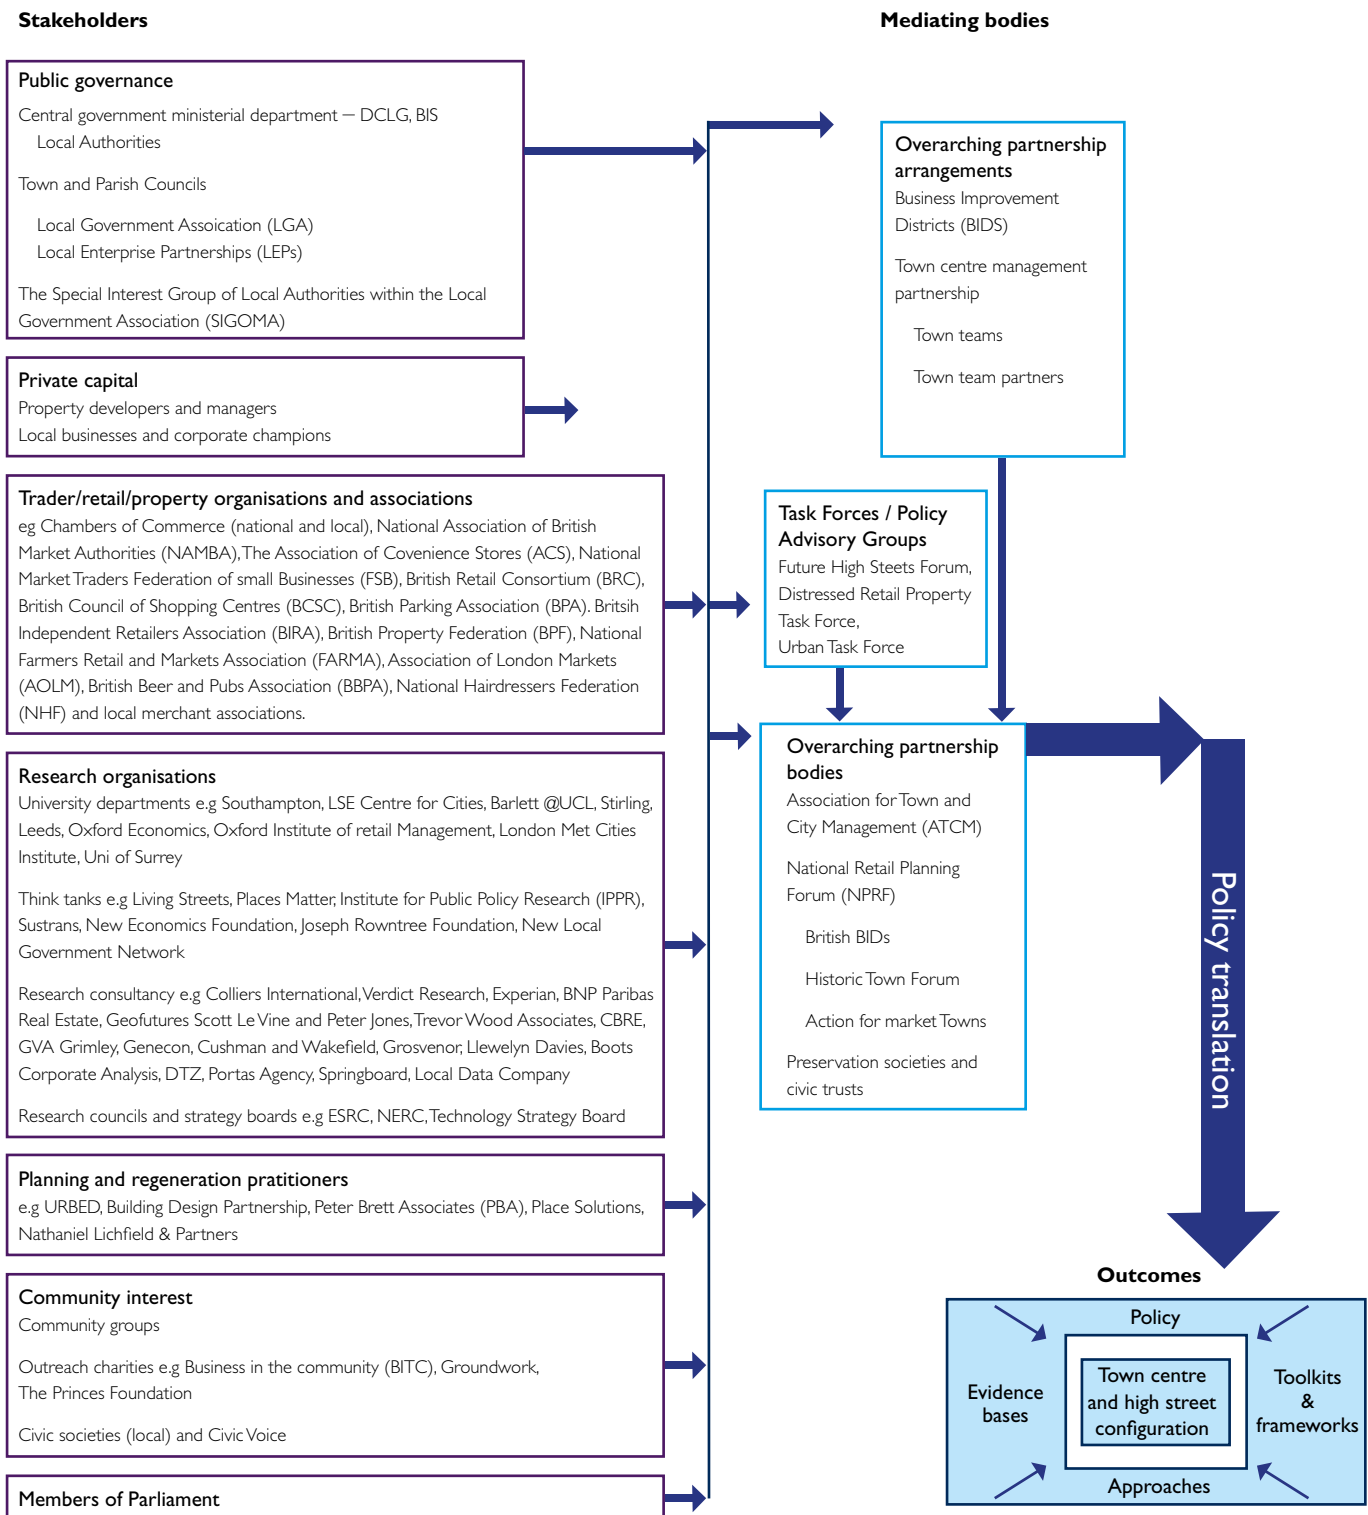 Stakeholders
Public governance
Central government ministerial department – DCLG, BIS
Local Authorities
Town and Parish Councils
Local Government Assoication (LGA)
Local Enterprise Partnerships (LEPs)
The Special Interest Group of Local Authorities within the Local
Government Association (SIGOMA)
Private capital
Property developers and managers
Local businesses and corporate champions
Trader/retail/property organisations and associations
eg Chambers of Commerce (national and local), National Association of British
Market Authorities (NAMBA), The Association of Covenience Stores (ACS), National
Market Traders Federation of small Businesses (FSB), British Retail Consortium (BRC),
British Council of Shopping Centres (BCSC), British Parking Association (BPA). Britsih
Independent Retailers Association (BIRA), British Property Federation (BPF), National
Farmers Retail and Markets Association (FARMA), Association of London Markets
(AOLM), British Beer and Pubs Association (BBPA), National Hairdressers Federation
(NHF) and local merchant associations.
Research organisations
University departments e.g Southampton, LSE Centre for Cities, Barlett @UCL, Stirling,
Leeds, Oxford Economics, Oxford Institute of retail Management, London Met Cities
Institute, Uni of Surrey
Think tanks e.g Living Streets, Places Matter, Institute for Public Policy Research (IPPR),
Sustrans, New Economics Foundation, Joseph Rowntree Foundation, New Local
Government Network
Research consultancy e.g Colliers International, Verdict Research, Experian, BNP Paribas
Real Estate, Geofutures Scott Le Vine and Peter Jones, Trevor Wood Associates, CBRE,
GVA Grimley, Genecon, Cushman and Wakefield, Grosvenor, Llewelyn Davies, Boots
Corporate Analysis, DTZ, Portas Agency, Springboard, Local Data Company
Research councils and strategy boards e.g ESRC, NERC, Technology Strategy Board
Planning and regeneration pratitioners
e.g URBED, Building Design Partnership, Peter Brett Associates (PBA), Place Solutions,
Nathaniel Lichfield & Partners
Community interest
Community groups
Outreach charities e.g Business in the community (BITC), Groundwork,
The Princes Foundation
Civic societies (local) and Civic Voice
Members of Parliament
Mediating bodies
Overarching partnership
arrangements
Business Improvement
Districts (BIDS)
Town centre management
partnership
Town teams
Town team partners
Task Forces / Policy
Advisory Groups
Future High Steets Forum,
Distressed Retail Property
Task Force,
Urban Task Force
Overarching partnership
bodies
Association for Town and
City Management (ATCM)
National Retail Planning
Forum (NPRF)
British BIDs
Historic Town Forum
Action for market Towns
Preservation societies and
civic trusts
Policy translation
Outcomes
Policy
Evidence
bases
Town centre
and high street
configuration
Toolkits
&
frameworks
Approaches